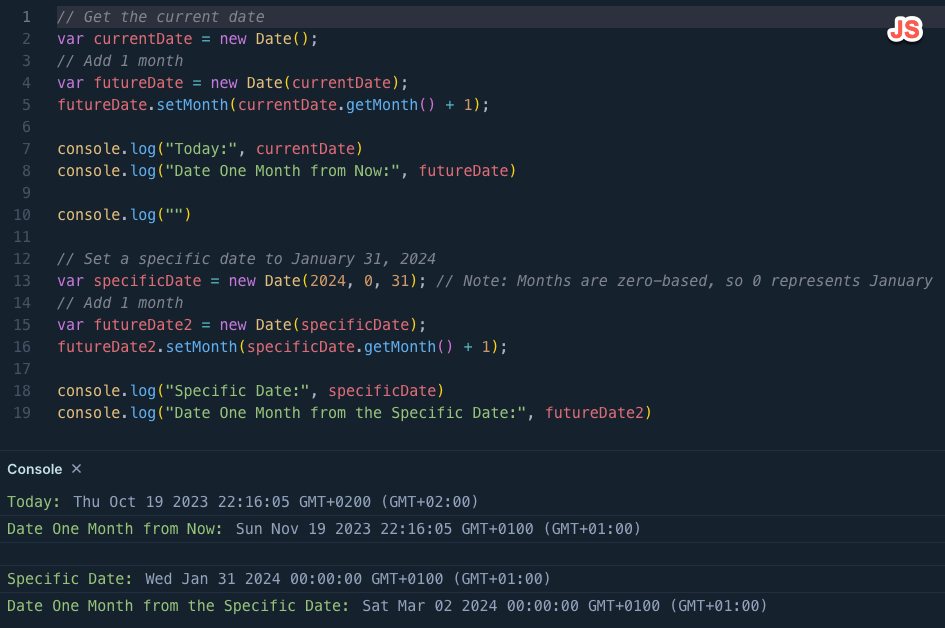 JS
1 // Get the current date
2 var currentDate = new Date();
3 // Add 1 month
4 var futureDate = new Date(currentDate);
5 futureDate.setMonth(currentDate.getMonth() + 1);
6
7 console.log("Today:", currentDate)
8 console.log("Date One Month from Now:", futureDate)
9
10 console.log("")
11
12 // Set a specific date to January 31, 2024
13 var specificDate = new Date(2024, 0, 31); // Note: Months are zero-based, so 0 represents January
14 // Add 1 month
15 var futureDate2 = new Date(specificDate);
16 futureDate2.setMonth(specificDate.getMonth() + 1);
17
18 console.log("Specific Date:", specificDate)
19 console.log("Date One Month from the Specific Date:", futureDate2)
Console ×
Today: Thu Oct 19 2023 22:16:05 GMT+0200 (GMT+02:00)
Date One Month from Now: Sun Nov 19 2023 22:16:05 GMT+0100 (GMT+01:00)
Specific Date: Wed Jan 31 2024 00:00:00 GMT+0100 (GMT+01:00)
Date One Month from the Specific Date: Sat Mar 02 2024 00:00:00 GMT+0100 (GMT+01:00)